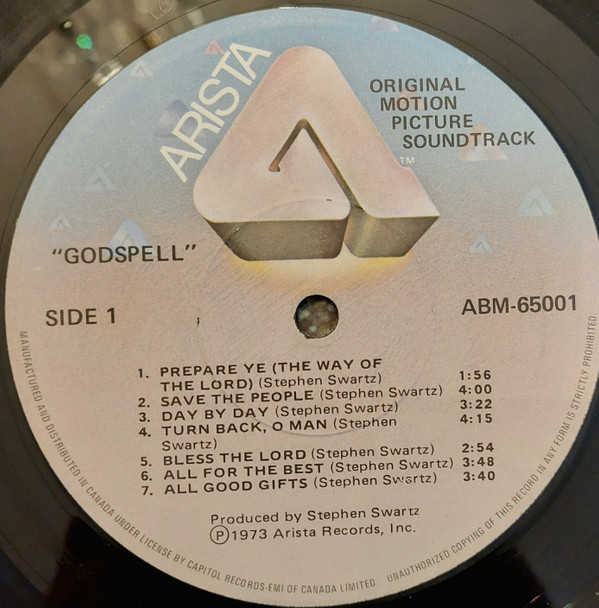 ARISTA
ORIGINAL
MOTION
PICTURE
SOUNDTRACK
TM
"GODSPELL"
SIDE 1
ABM-65001
1. PREPARE YE (THE WAY OF
THE LORD) (Stephen Swartz) 1:56
2. SAVE THE PEOPLE (Stephen Swartz) 4:00
3. DAY BY DAY (Stephen Swartz) 3:22
4. TURN BACK, O MAN (Stephen 4:15
Swartz)
5. BLESS THE LORD (Stephen Swartz) 2:54
6. ALL FOR THE BEST (Stephen Swartz) 3:48
7. ALL GOOD GIFTS (Stephen Swartz) 3:40
Produced by Stephen Swartz
Ⓟ1973 Arista Records, Inc.
MANUFACTURED AND DISTRIBUTED IN CANADA UNDER LICENSE BY CAPITOL RECORDS-EMI OF CANADA LIMITED. UNAUTHORIZED COPYING OF THIS RECORD IN ANY FORM IS STRICTLY PROHIBITED